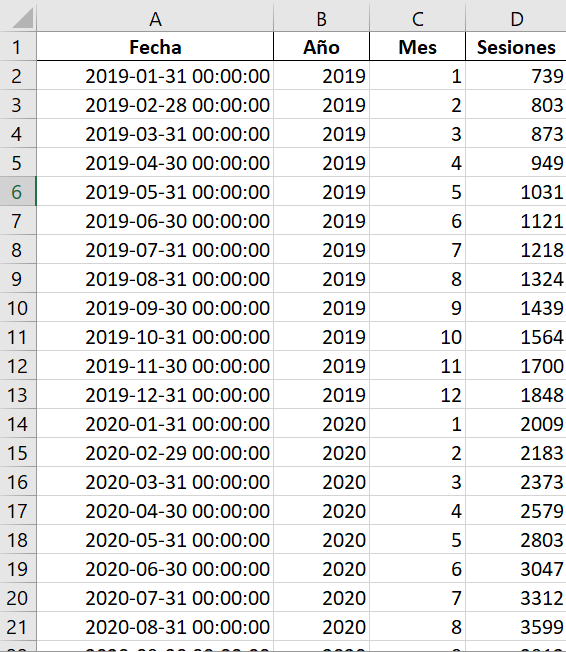 A B C D
1 Fecha Año Mes Sesiones
2 2019-01-31 00:00:00 2019 1 739
3 2019-02-28 00:00:00 2019 2 803
4 2019-03-31 00:00:00 2019 3 873
5 2019-04-30 00:00:00 2019 4 949
6 2019-05-31 00:00:00 2019 5 1031
7 2019-06-30 00:00:00 2019 6 1121
8 2019-07-31 00:00:00 2019 7 1218
9 2019-08-31 00:00:00 2019 8 1324
10 2019-09-30 00:00:00 2019 9 1439
11 2019-10-31 00:00:00 2019 10 1564
12 2019-11-30 00:00:00 2019 11 1700
13 2019-12-31 00:00:00 2019 12 1848
14 2020-01-31 00:00:00 2020 1 2009
15 2020-02-29 00:00:00 2020 2 2183
16 2020-03-31 00:00:00 2020 3 2373
17 2020-04-30 00:00:00 2020 4 2579
18 2020-05-31 00:00:00 2020 5 2803
19 2020-06-30 00:00:00 2020 6 3047
20 2020-07-31 00:00:00 2020 7 3312
21 2020-08-31 00:00:00 2020 8 3599